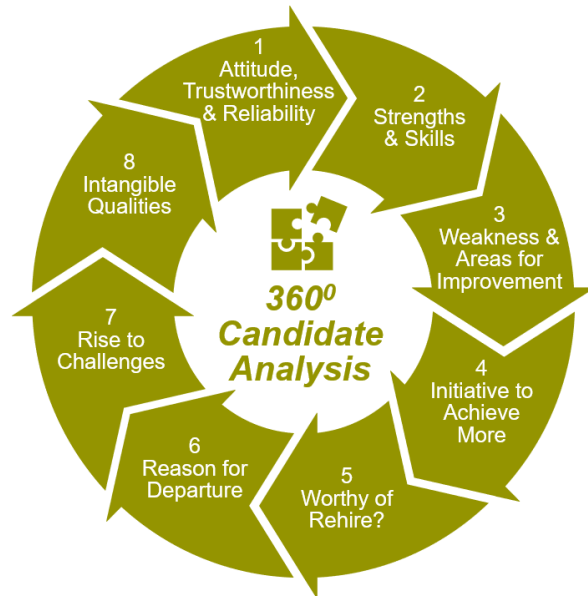 1
Attitude,
Trustworthiness
& Reliability
2
Strengths
& Skills
3
Weakness &
Areas for
Improvement
4
Initiative to
Achieve
More
5
Worthy of
Rehire?
6
Reason for
Departure
7
Rise to
Challenges
8
Intangible
Qualities
360⁰
Candidate
Analysis